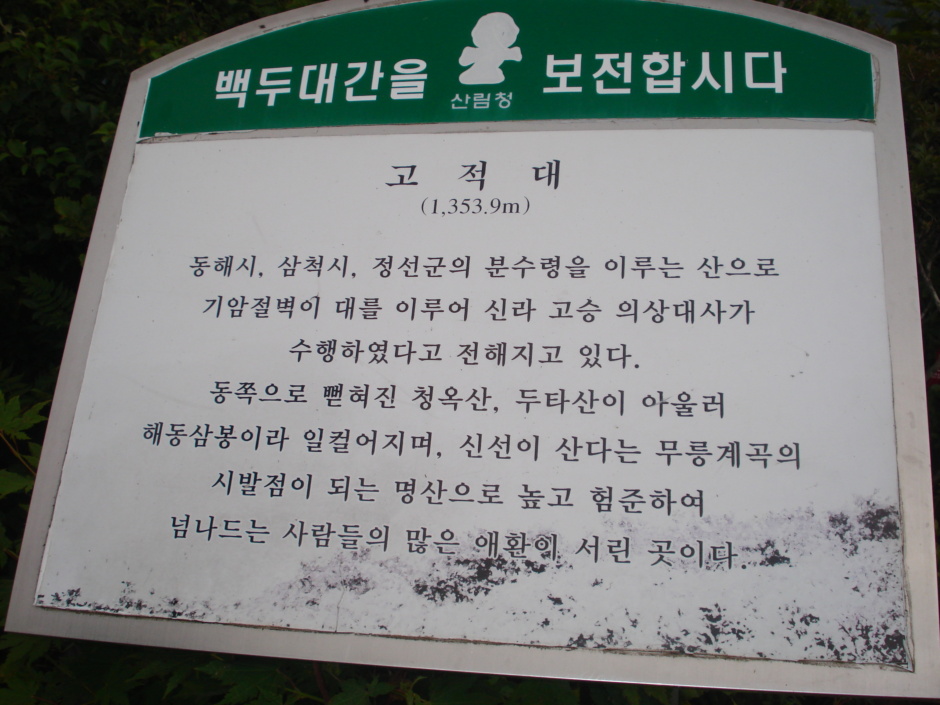 백두대간을 보전합시다
산림청
고 적 대
(1,353.9m)
동해시, 삼척시, 정선군의 분수령을 이루는 산으로
기암절벽이 대를 이루어 신라 고승 의상대사가
수행하였다고 전해지고 있다.
동쪽으로 뻗혀진 청옥산, 두타산이 아울러
해동삼봉이라 일컬어지며, 신선이 산다는 무릉계곡의
시발점이 되는 명산으로 높고 험준하여
넘나드는 사람들의 많은 애환이 서린 곳이다.